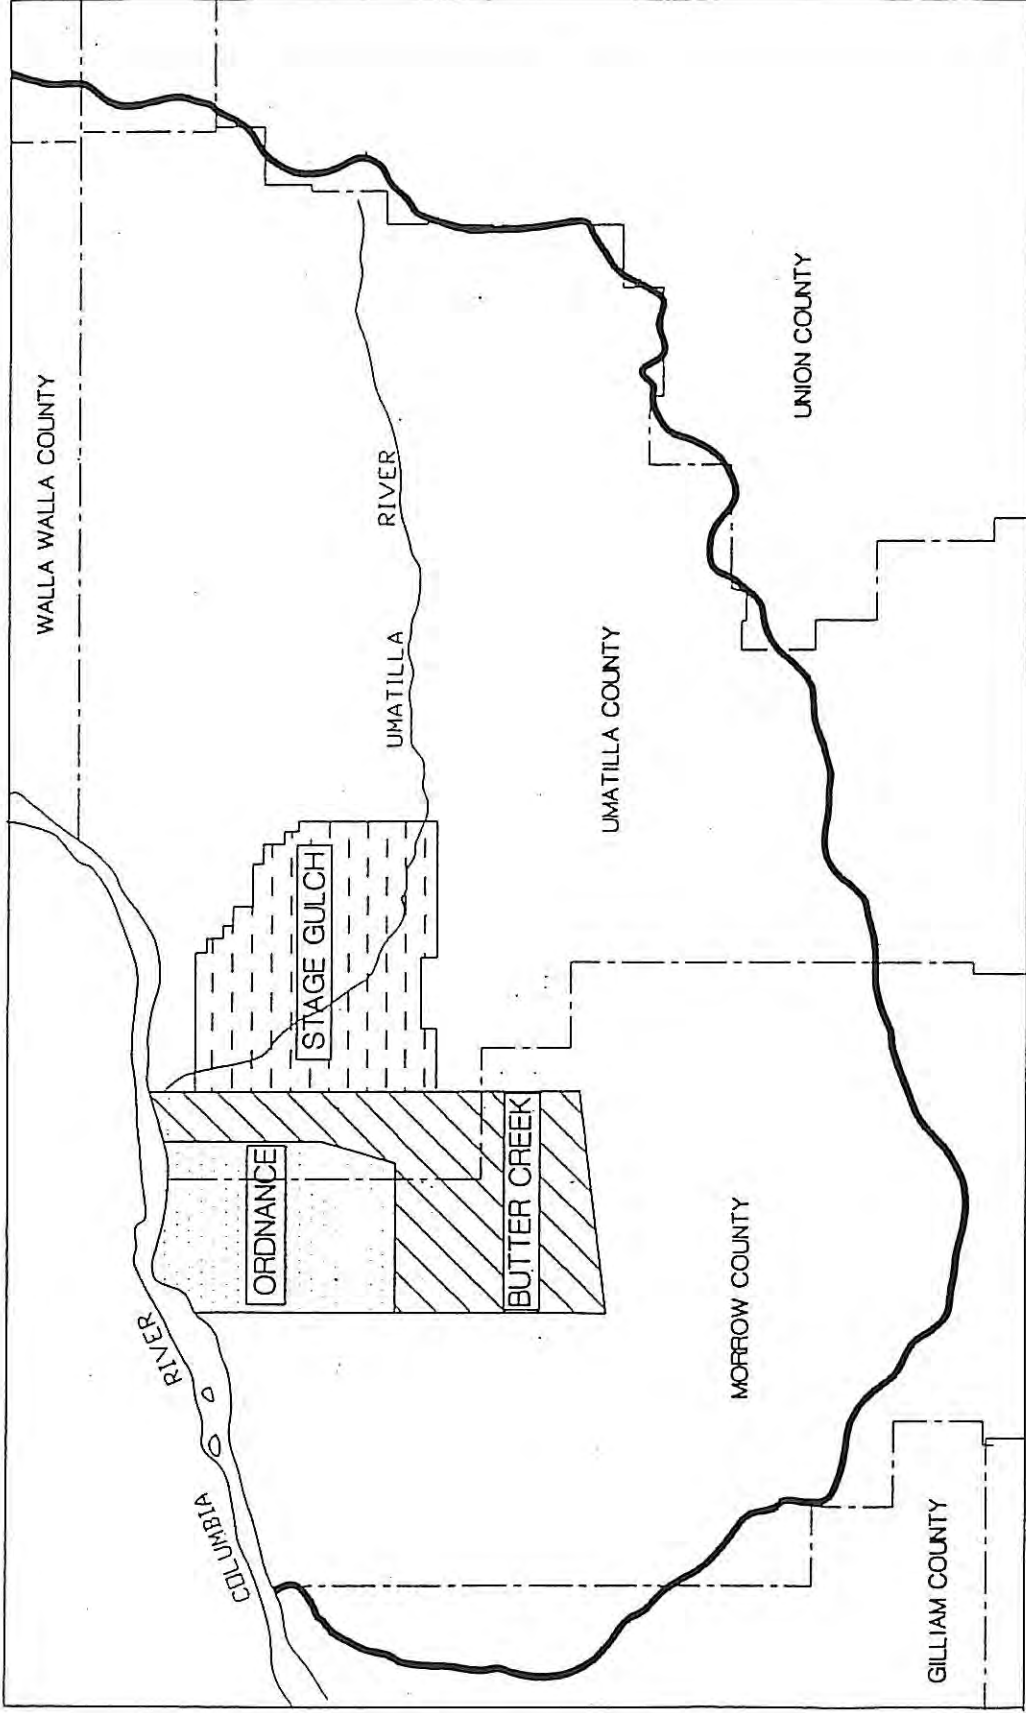 WALLA WALLA COUNTY
COLUMBIA
RIVER
ORDNANCE
STAGE GULCH
UMATILLA
RIVER
BUTTER CREEK
UMATILLA COUNTY
UNION COUNTY
MORROW COUNTY
GILLIAM COUNTY